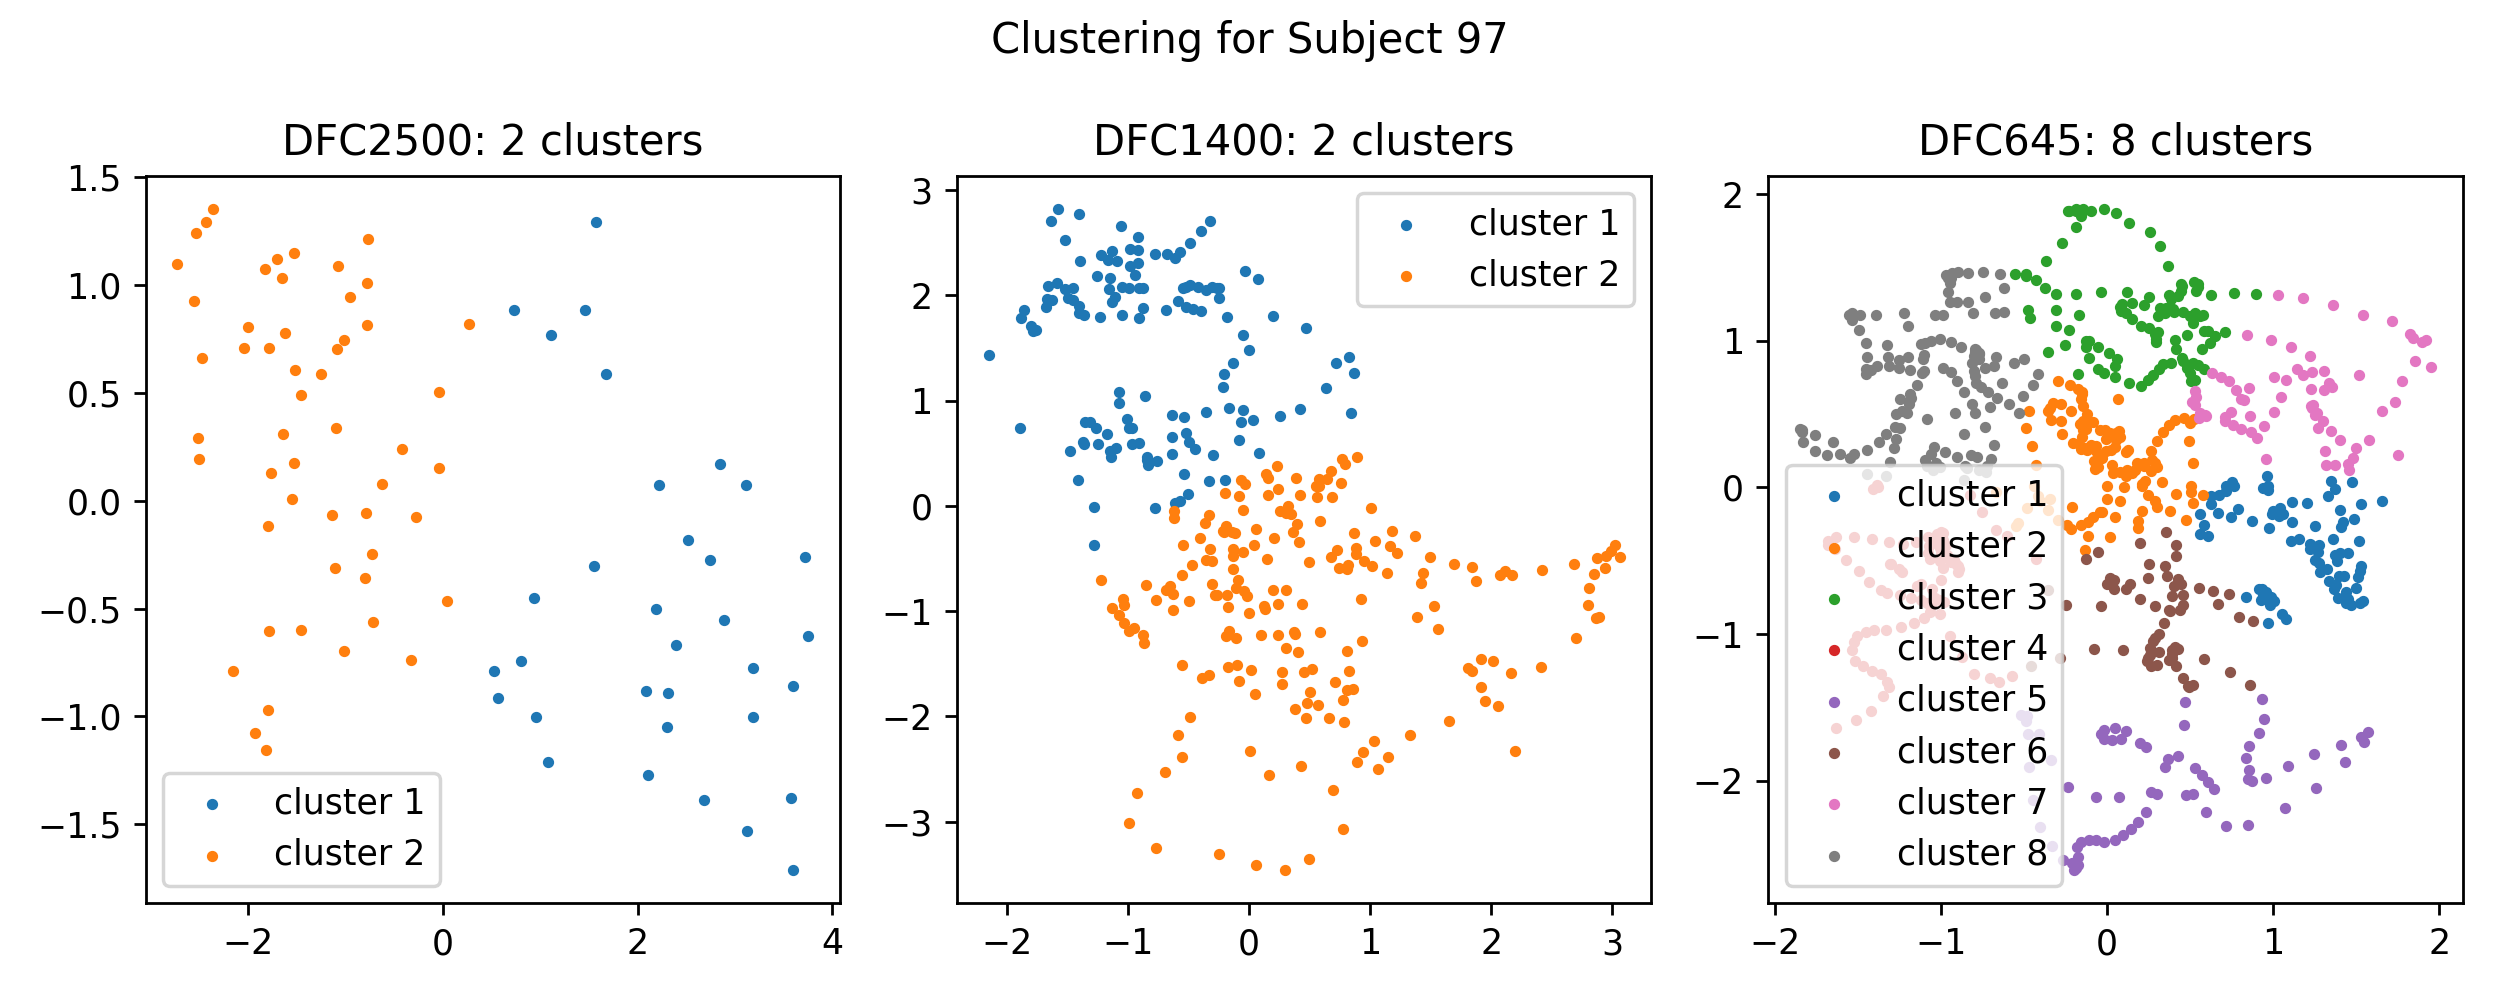 Clustering for Subject 97
DFC2500: 2 clusters
1.5
1.0
0.5
0.0
−0.5
−1.0
−1.5
−2
0
2
4
cluster 1
cluster 2
DFC1400: 2 clusters
3
2
1
0
−1
−2
−3
−2
−1
0
1
2
3
cluster 1
cluster 2
DFC645: 8 clusters
2
1
0
−1
−2
−2
−1
0
1
2
cluster 1
cluster 2
cluster 3
cluster 4
cluster 5
cluster 6
cluster 7
cluster 8